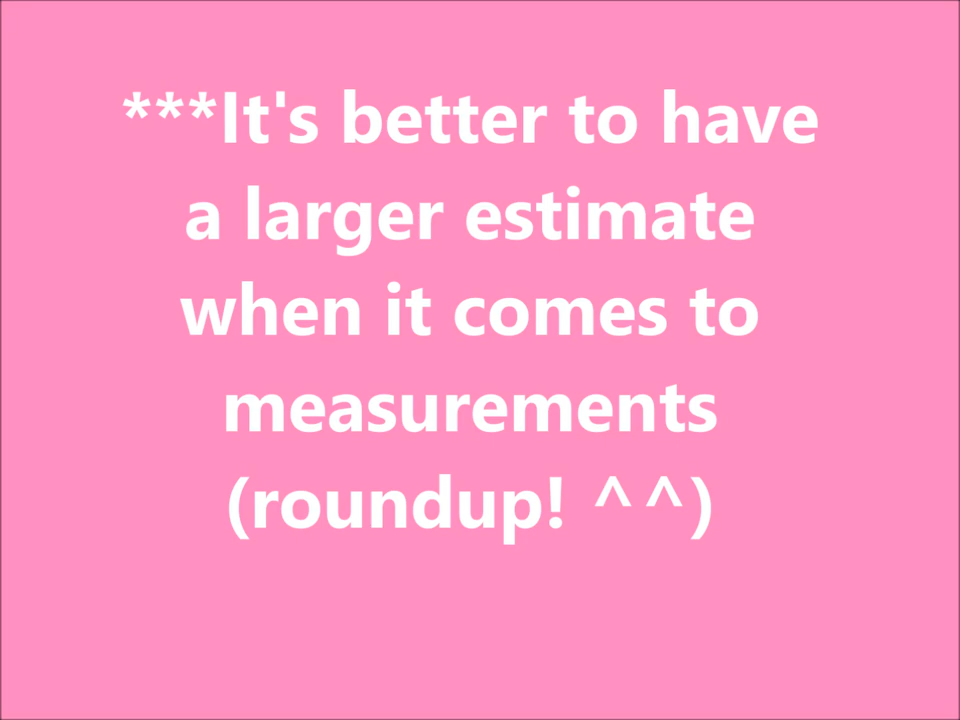 ***It's better to have
a larger estimate
when it comes to
measurements
(roundup! ^^)